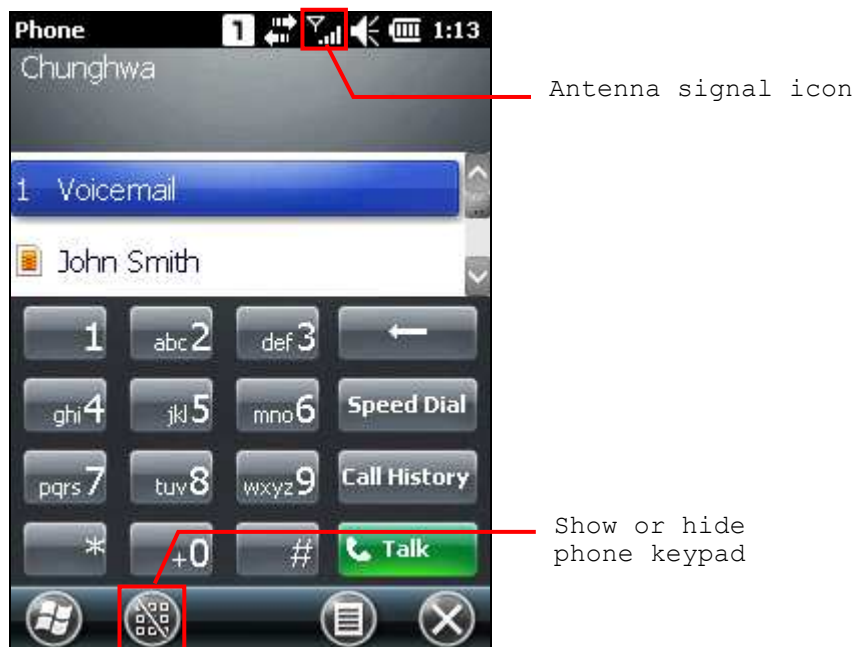 Phone 1 1:13
Chunghwa
Antenna signal icon
1 Voicemail
John Smith
1 abc2 def3
ghi4 jkl5 mno6 Speed Dial
pqrs7 tuv8 wxyz9 Call History
* +0 # Talk
Show or hide
phone keypad